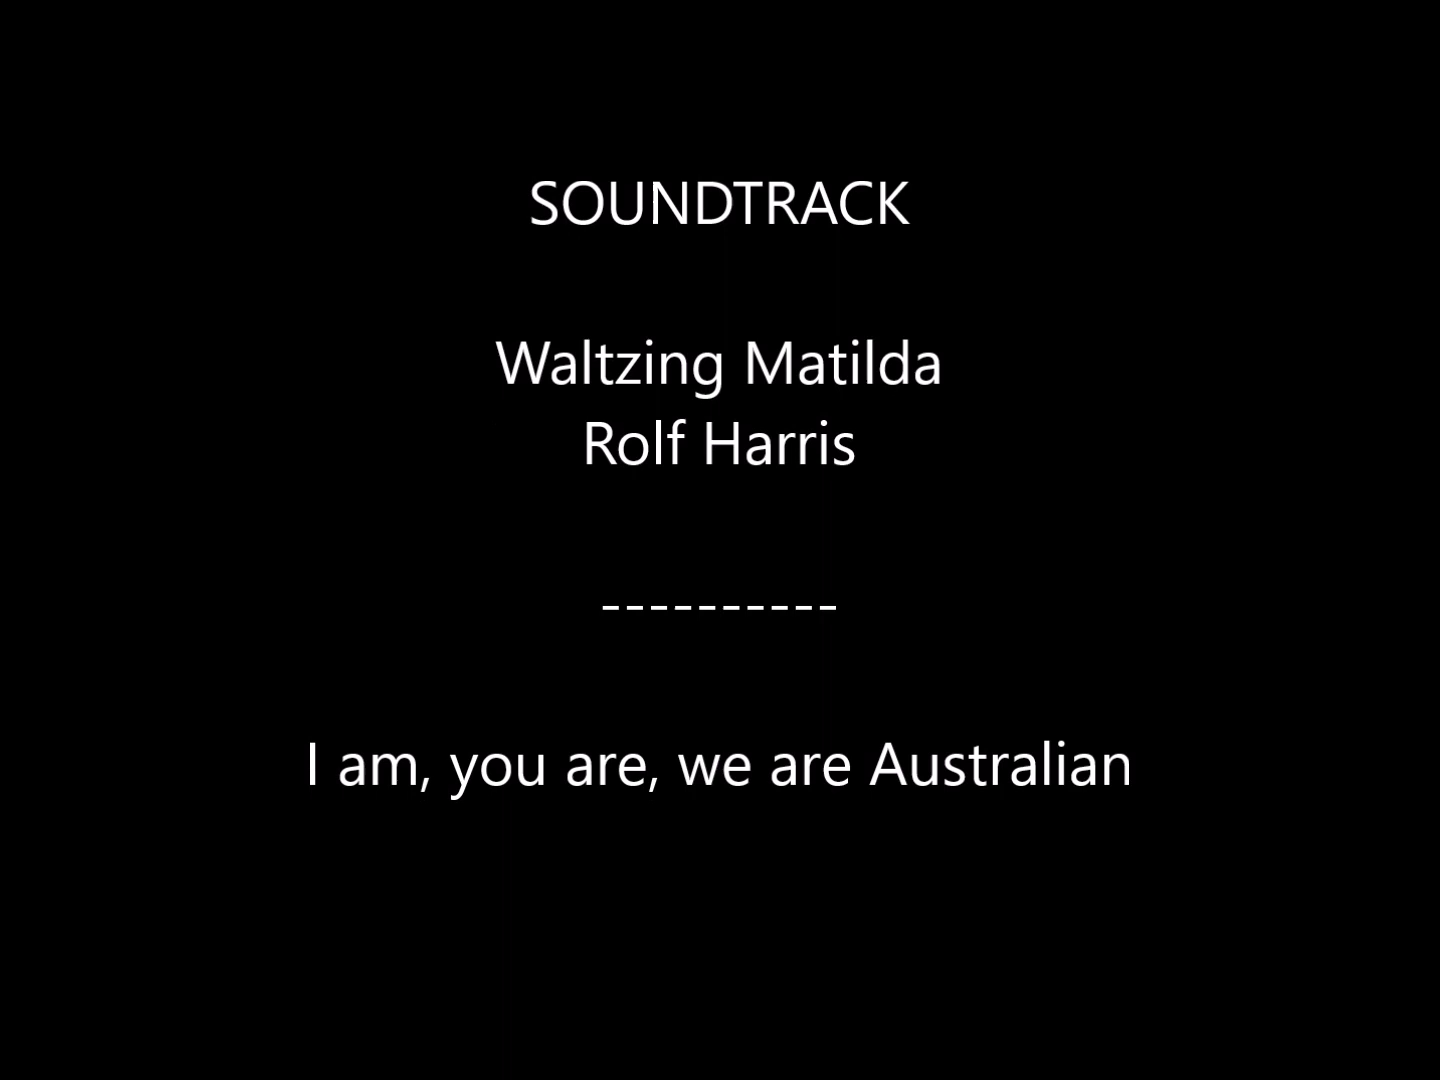 SOUNDTRACK
Waltzing Matilda
Rolf Harris
----------
I am, you are, we are Australian